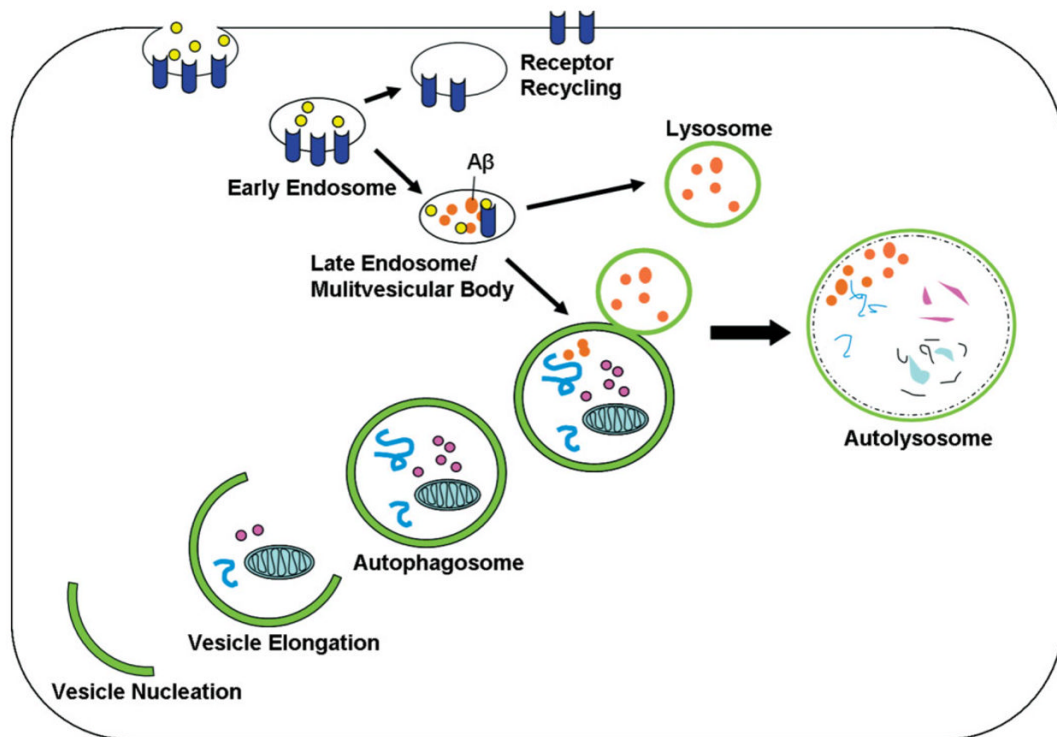 Receptor
Recycling
Lysosome
Early Endosome
Aβ
Late Endosome/
Mulitvesicular Body
Autolysosome
Autophagosome
Vesicle Elongation
Vesicle Nucleation